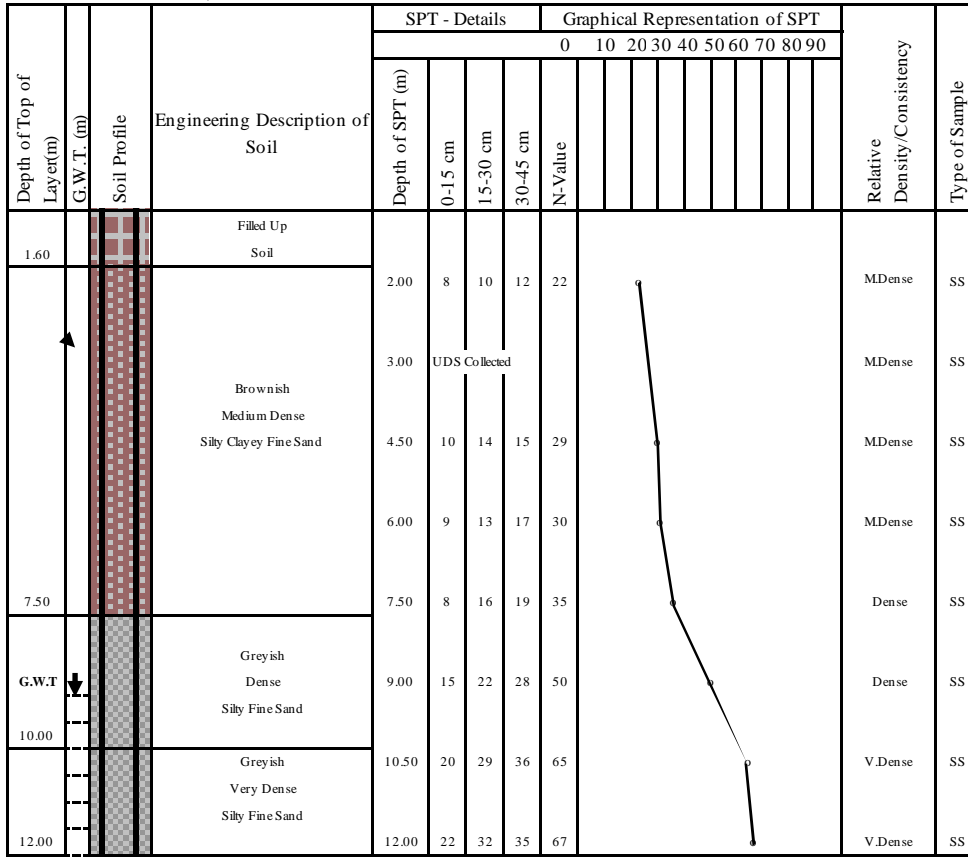 SPT - Details Graphical Representation of SPT
0 10 20 30 40 50 60 70 80 90
Depth of Top of Layer(m)
G.W.T. (m)
Soil Profile
Engineering Description of
Soil
Depth of SPT (m)
0-15 cm
15-30 cm
30-45 cm
N-Value
Relative Density/Consistency
Type of Sample
Filled Up
1.60 Soil
2.00 8 10 12 22 M.Dense SS
3.00 UDS Collected M.Dense SS
Brownish
Medium Dense
Silty Clayey Fine Sand 4.50 10 14 15 29 M.Dense SS
6.00 9 13 17 30 M.Dense SS
7.50 7.50 8 16 19 35 Dense SS
Greyish
G.W.T Dense 9.00 15 22 28 50 Dense SS
Silty Fine Sand
10.00
Greyish 10.50 20 29 36 65 V.Dense SS
Very Dense
Silty Fine Sand
12.00 12.00 22 32 35 67 V.Dense SS